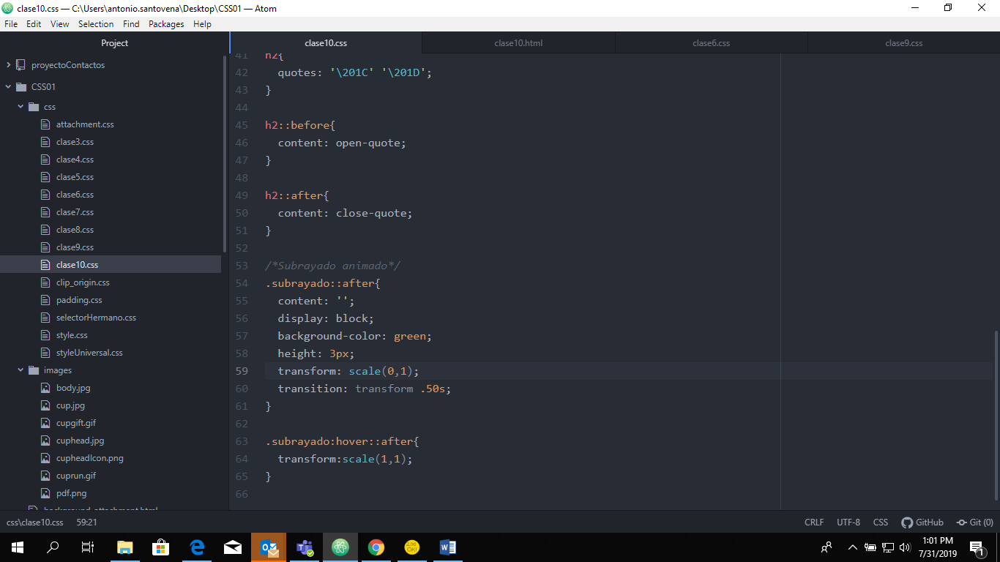 clase10.css — C:\Users\antonio.santovena\Desktop\CSS01 — Atom
File Edit View Selection Find Packages Help
Project
clase10.css clase10.html clase6.css clase9.css
proyectoContactos
CSS01
css
attachment.css
clase3.css
clase4.css
clase5.css
clase6.css
clase7.css
clase8.css
clase9.css
clase10.css
clip_origin.css
padding.css
selectorHermano.css
style.css
styleUniversal.css
images
body.jpg
cup.jpg
cupgift.gif
cuphead.jpg
cupheadIcon.png
cuprun.gif
pdf.png
background-attachment.html
41 h2{
42 quotes: '\201C' '\201D';
43 }
44
45 h2::before{
46 content: open-quote;
47 }
48
49 h2::after{
50 content: close-quote;
51 }
52
53 /*Subrayado animado*/
54 .subrayado::after{
55 content: '';
56 display: block;
57 background-color: green;
58 height: 3px;
59 transform: scale(0,1);
60 transition: transform .50s;
61 }
62
63 .subrayado:hover::after{
64 transform:scale(1,1);
65 }
66
css\clase10.css 59:21 CRLF UTF-8 CSS GitHub Git (0)
1:01 PM
7/31/2019
1